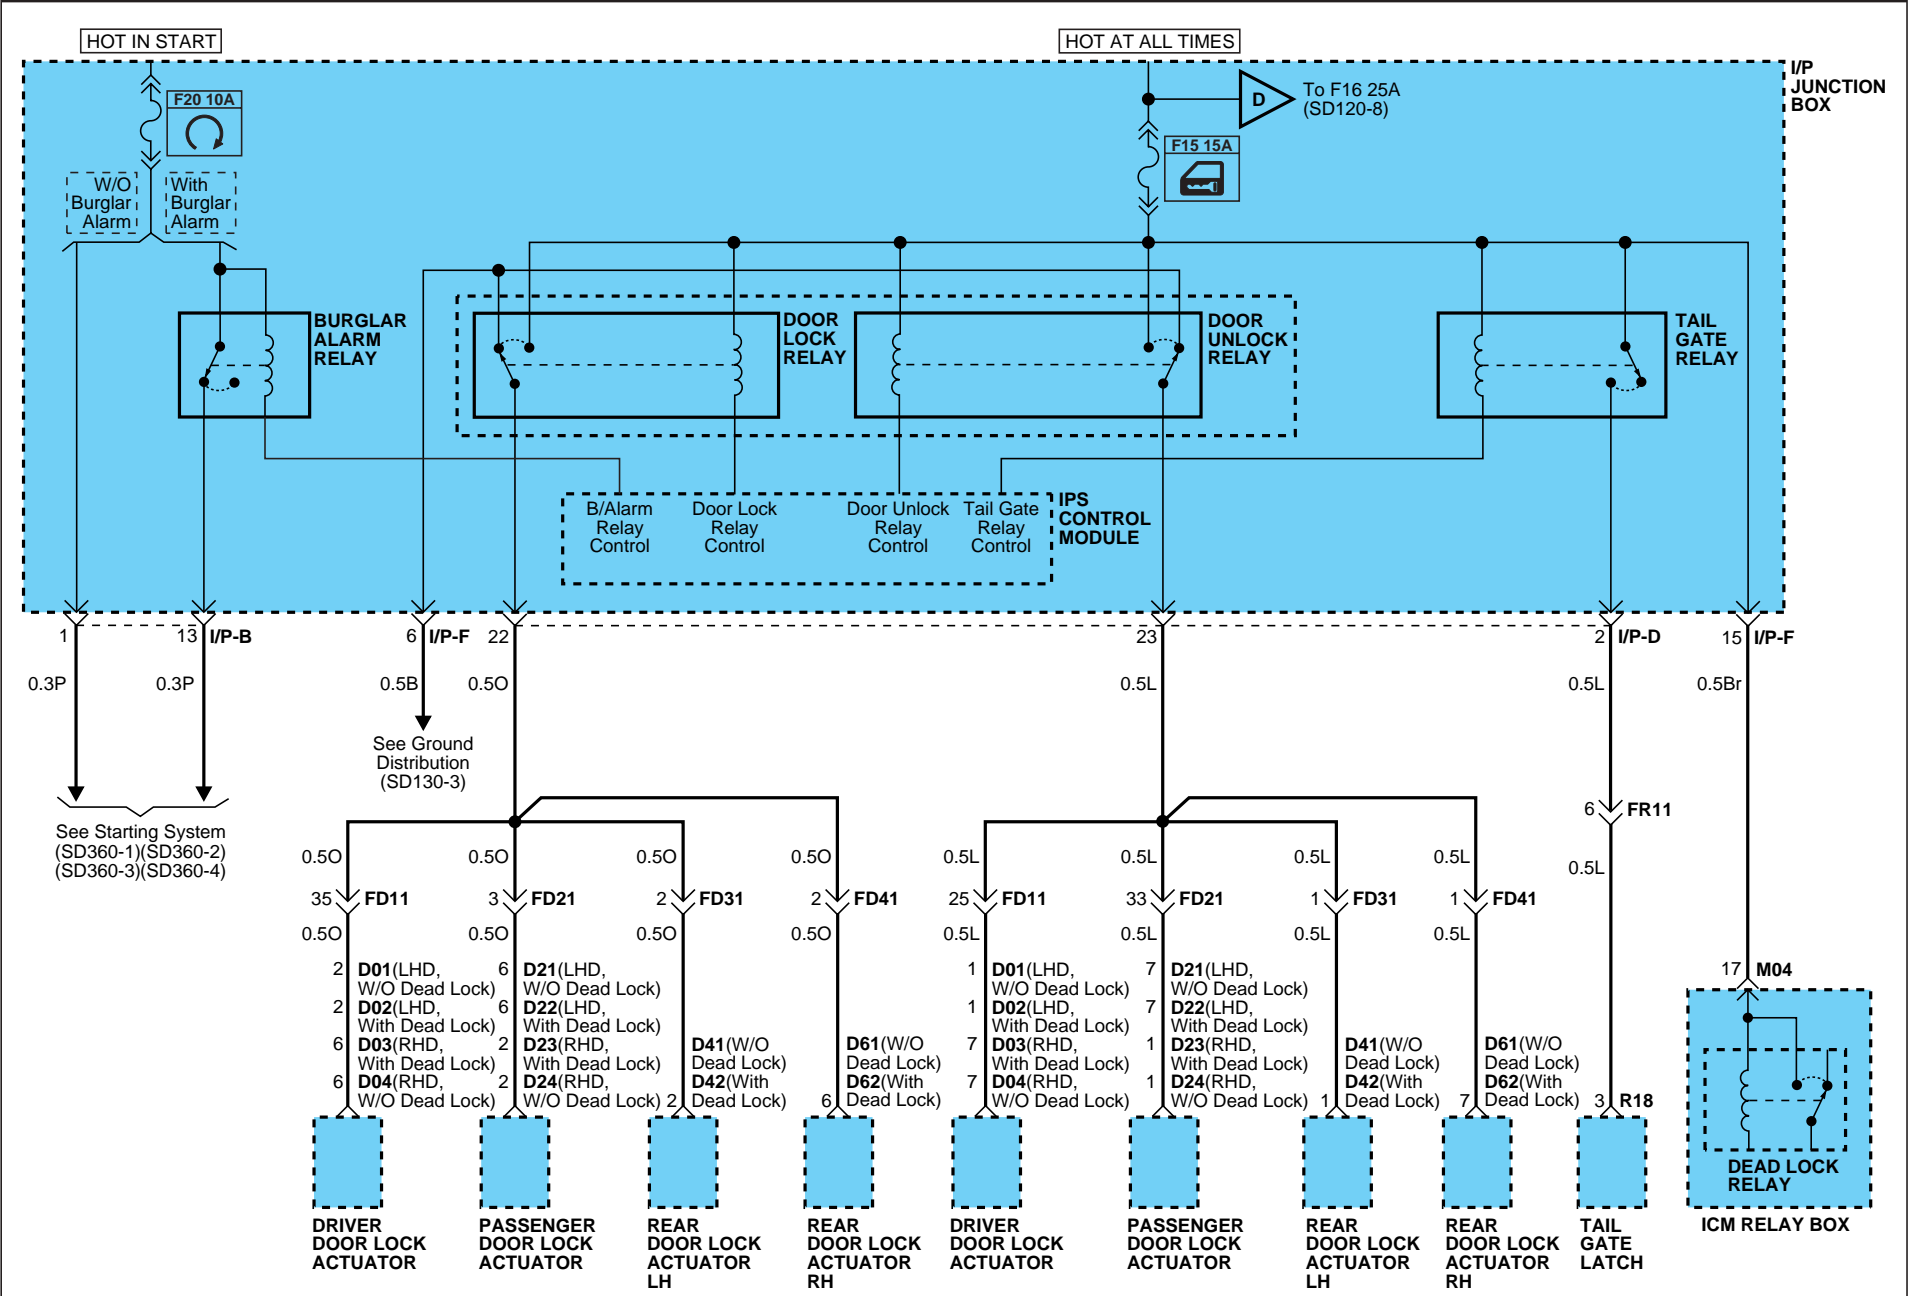 HOT IN START
HOT AT ALL TIMES
I/P
JUNCTION
BOX
F20 10A
D
To F16 25A
(SD120-8)
F15 15A
W/O
Burglar
Alarm
With
Burglar
Alarm
BURGLAR
ALARM
RELAY
DOOR
LOCK
RELAY
DOOR
UNLOCK
RELAY
TAIL
GATE
RELAY
B/Alarm
Relay
Control
Door Lock
Relay
Control
Door Unlock
Relay
Control
Tail Gate
Relay
Control
IPS
CONTROL
MODULE
1
13 I/P-B
6 I/P-F
22
23
2 I/P-D
15 I/P-F
0.3P
0.3P
0.5B
0.5O
0.5L
0.5L
0.5Br
See Ground
Distribution
(SD130-3)
See Starting System
(SD360-1)(SD360-2)
(SD360-3)(SD360-4)
6 FR11
0.5L
0.5O
0.5O
0.5O
0.5O
0.5L
0.5L
0.5L
0.5L
35 FD11
3 FD21
2 FD31
2 FD41
25 FD11
33 FD21
1 FD31
1 FD41
0.5O
0.5O
0.5O
0.5O
0.5L
0.5L
0.5L
0.5L
2 D01(LHD,
W/O Dead Lock)
2 D02(LHD,
With Dead Lock)
6 D03(RHD,
With Dead Lock)
6 D04(RHD,
W/O Dead Lock)
6 D21(LHD,
W/O Dead Lock)
6 D22(LHD,
With Dead Lock)
2 D23(RHD,
With Dead Lock)
2 D24(RHD,
W/O Dead Lock)
D41(W/O
Dead Lock)
D42(With
2 Dead Lock)
D61(W/O
Dead Lock)
D62(With
6 Dead Lock)
1 D01(LHD,
W/O Dead Lock)
1 D02(LHD,
With Dead Lock)
7 D03(RHD,
With Dead Lock)
7 D04(RHD,
W/O Dead Lock)
7 D21(LHD,
W/O Dead Lock)
7 D22(LHD,
With Dead Lock)
1 D23(RHD,
With Dead Lock)
1 D24(RHD,
W/O Dead Lock)
D41(W/O
Dead Lock)
D42(With
1 Dead Lock)
D61(W/O
Dead Lock)
D62(With
7 Dead Lock)
3 R18
17 M04
DEAD LOCK
RELAY
ICM RELAY BOX
DRIVER
DOOR LOCK
ACTUATOR
PASSENGER
DOOR LOCK
ACTUATOR
REAR
DOOR LOCK
ACTUATOR
LH
REAR
DOOR LOCK
ACTUATOR
RH
DRIVER
DOOR LOCK
ACTUATOR
PASSENGER
DOOR LOCK
ACTUATOR
REAR
DOOR LOCK
ACTUATOR
LH
REAR
DOOR LOCK
ACTUATOR
RH
TAIL
GATE
LATCH